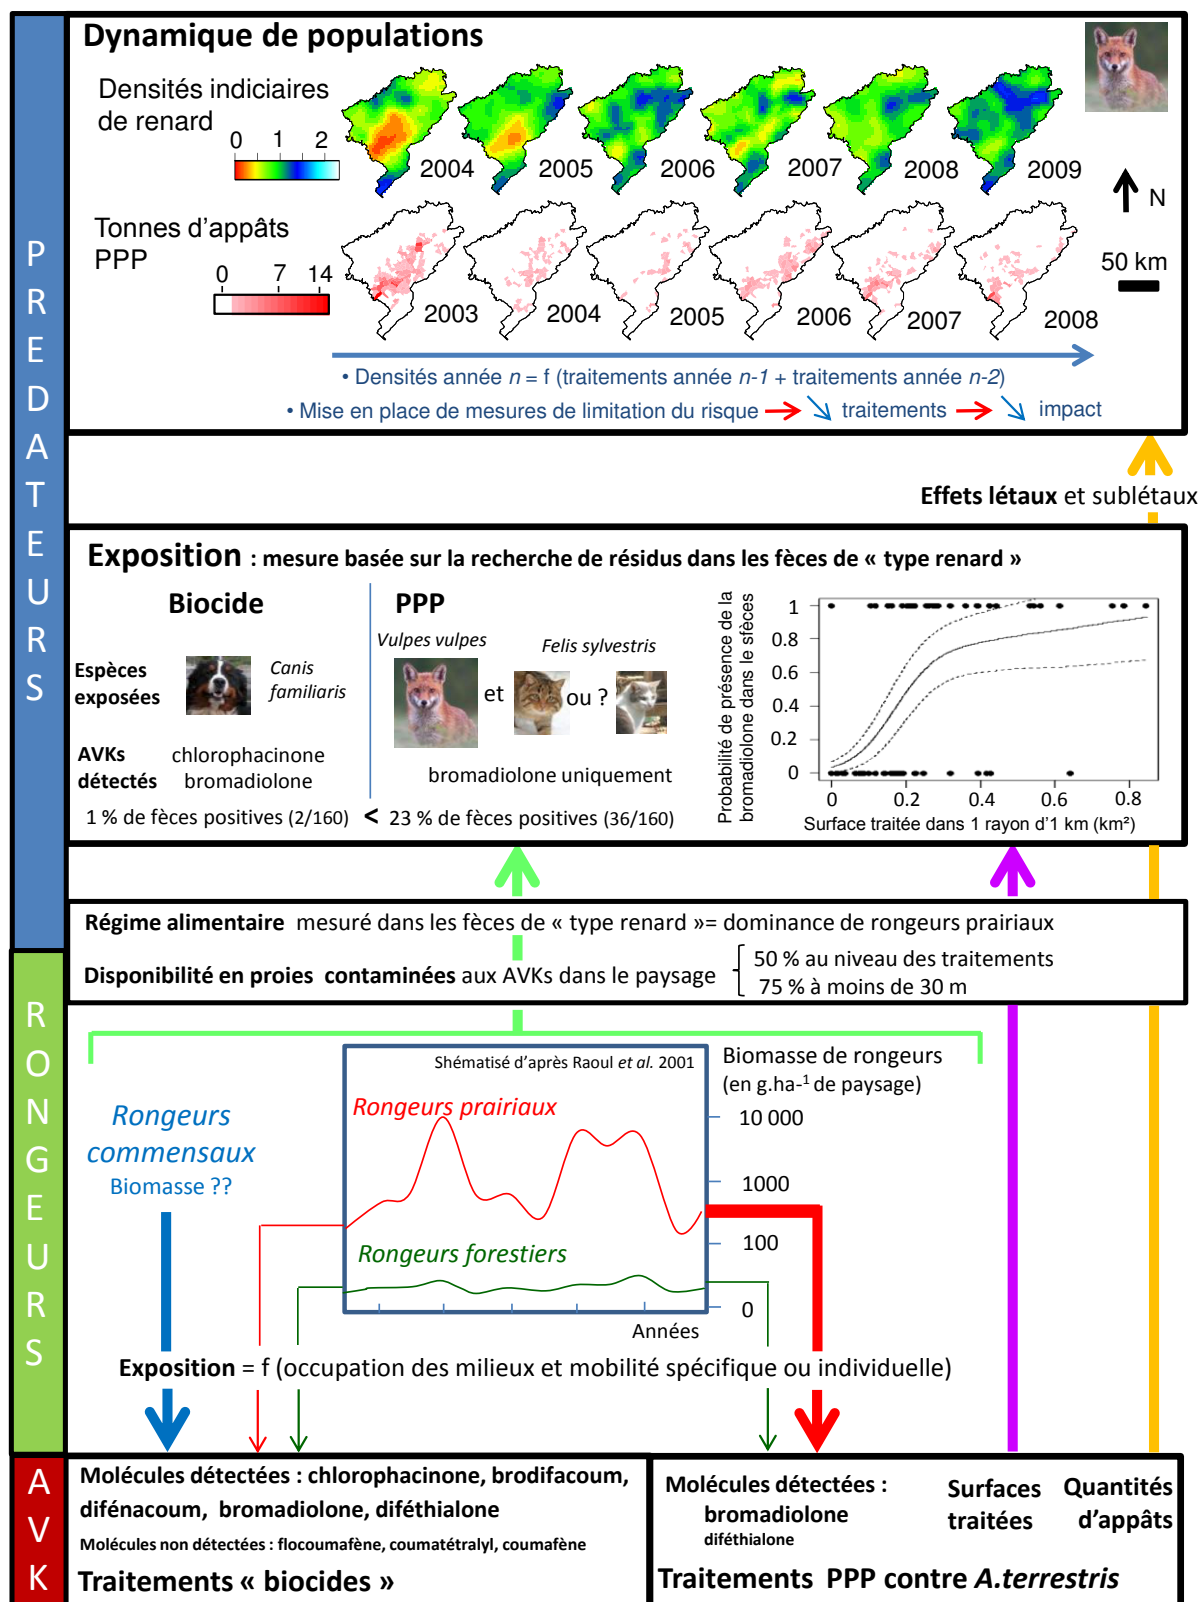 Dynamique de populations
Densités indiciaires
de renard
0 1 2
2004 2005 2006 2007 2008 2009
N
Tonnes d'appâts
PPP
0 7 14
50 km
2003 2004 2005 2006 2007 2008
• Densités année n = f (traitements année n-1 + traitements année n-2)
• Mise en place de mesures de limitation du risque → ↘ traitements → ↘ impact
PREDATEURS
Effets létaux et sublétaux
Exposition : mesure basée sur la recherche de résidus dans les fèces de « type renard »
Biocide
PPP
Vulpes vulpes
Felis sylvestris
Espèces
exposées
Canis
familiaris
et
ou ?
AVKs
détectés
chlorophacinone
bromadiolone
bromadiolone uniquement
1 % de fèces positives (2/160) < 23 % de fèces positives (36/160)
Probabilité de présence de la
bromadiolone dans le sfèces
1
0.8
0.6
0.4
0.2
0
0 0.2 0.4 0.6 0.8
Surface traitée dans 1 rayon d'1 km (km²)
Régime alimentaire mesuré dans les fèces de « type renard »= dominance de rongeurs prairiaux
Disponibilité en proies contaminées aux AVKs dans le paysage
50 % au niveau des traitements
75 % à moins de 30 m
RONGEURS
Shématisé d'après Raoul et al. 2001
Biomasse de rongeurs
(en g.ha-¹ de paysage)
Rongeurs prairiaux
Rongeurs
commensaux
Biomasse ??
10 000
1000
100
0
Rongeurs forestiers
Années
Exposition = f (occupation des milieux et mobilité spécifique ou individuelle)
AVK
Molécules détectées : chlorophacinone, brodifacoum,
difénacoum, bromadiolone, diféthialone
Molécules non détectées : flocoumafène, coumatétralyl, coumafène
Traitements « biocides »
Molécules détectées :
bromadiolone
diféthialone
Surfaces
traitées
Quantités
d'appâts
Traitements PPP contre A.terrestris